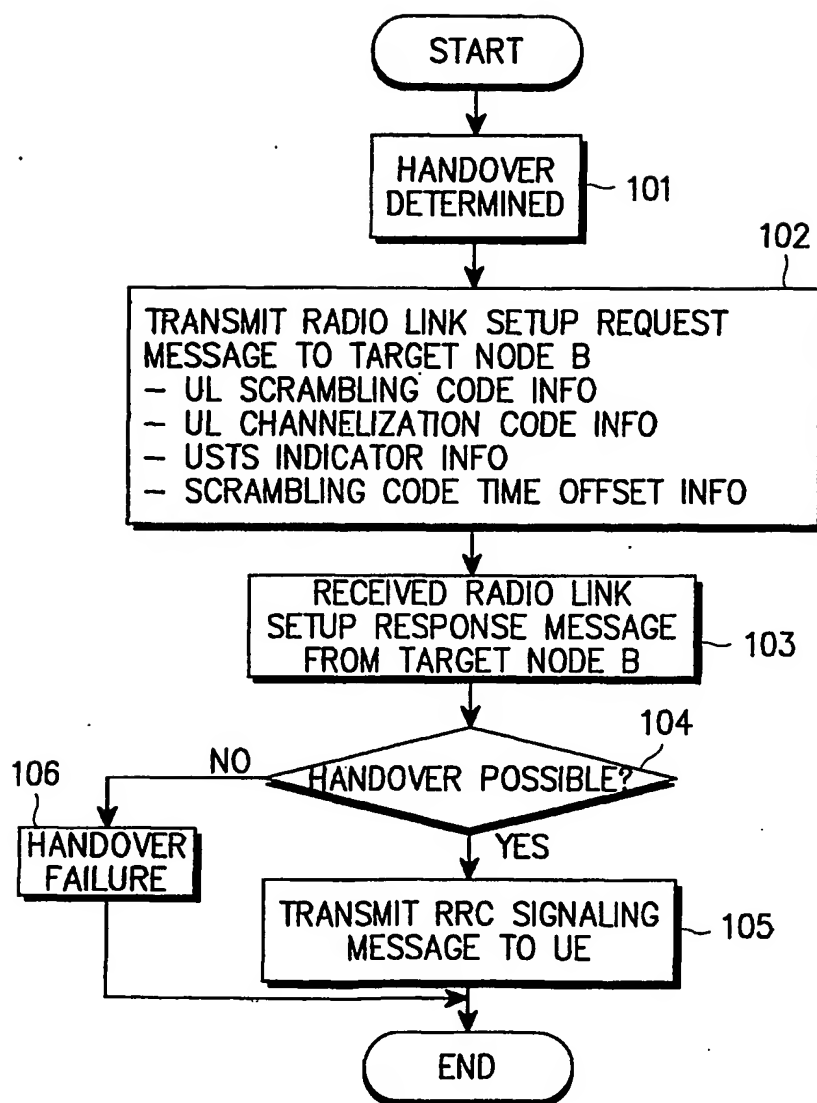 START
HANDOVER
DETERMINED
101
102
TRANSMIT RADIO LINK SETUP REQUEST
MESSAGE TO TARGET NODE B
– UL SCRAMBLING CODE INFO
– UL CHANNELIZATION CODE INFO
– USTS INDICATOR INFO
– SCRAMBLING CODE TIME OFFSET INFO
RECEIVED RADIO LINK
SETUP RESPONSE MESSAGE
FROM TARGET NODE B
103
104
HANDOVER POSSIBLE?
NO
106
HANDOVER
FAILURE
YES
TRANSMIT RRC SIGNALING
MESSAGE TO UE
105
END